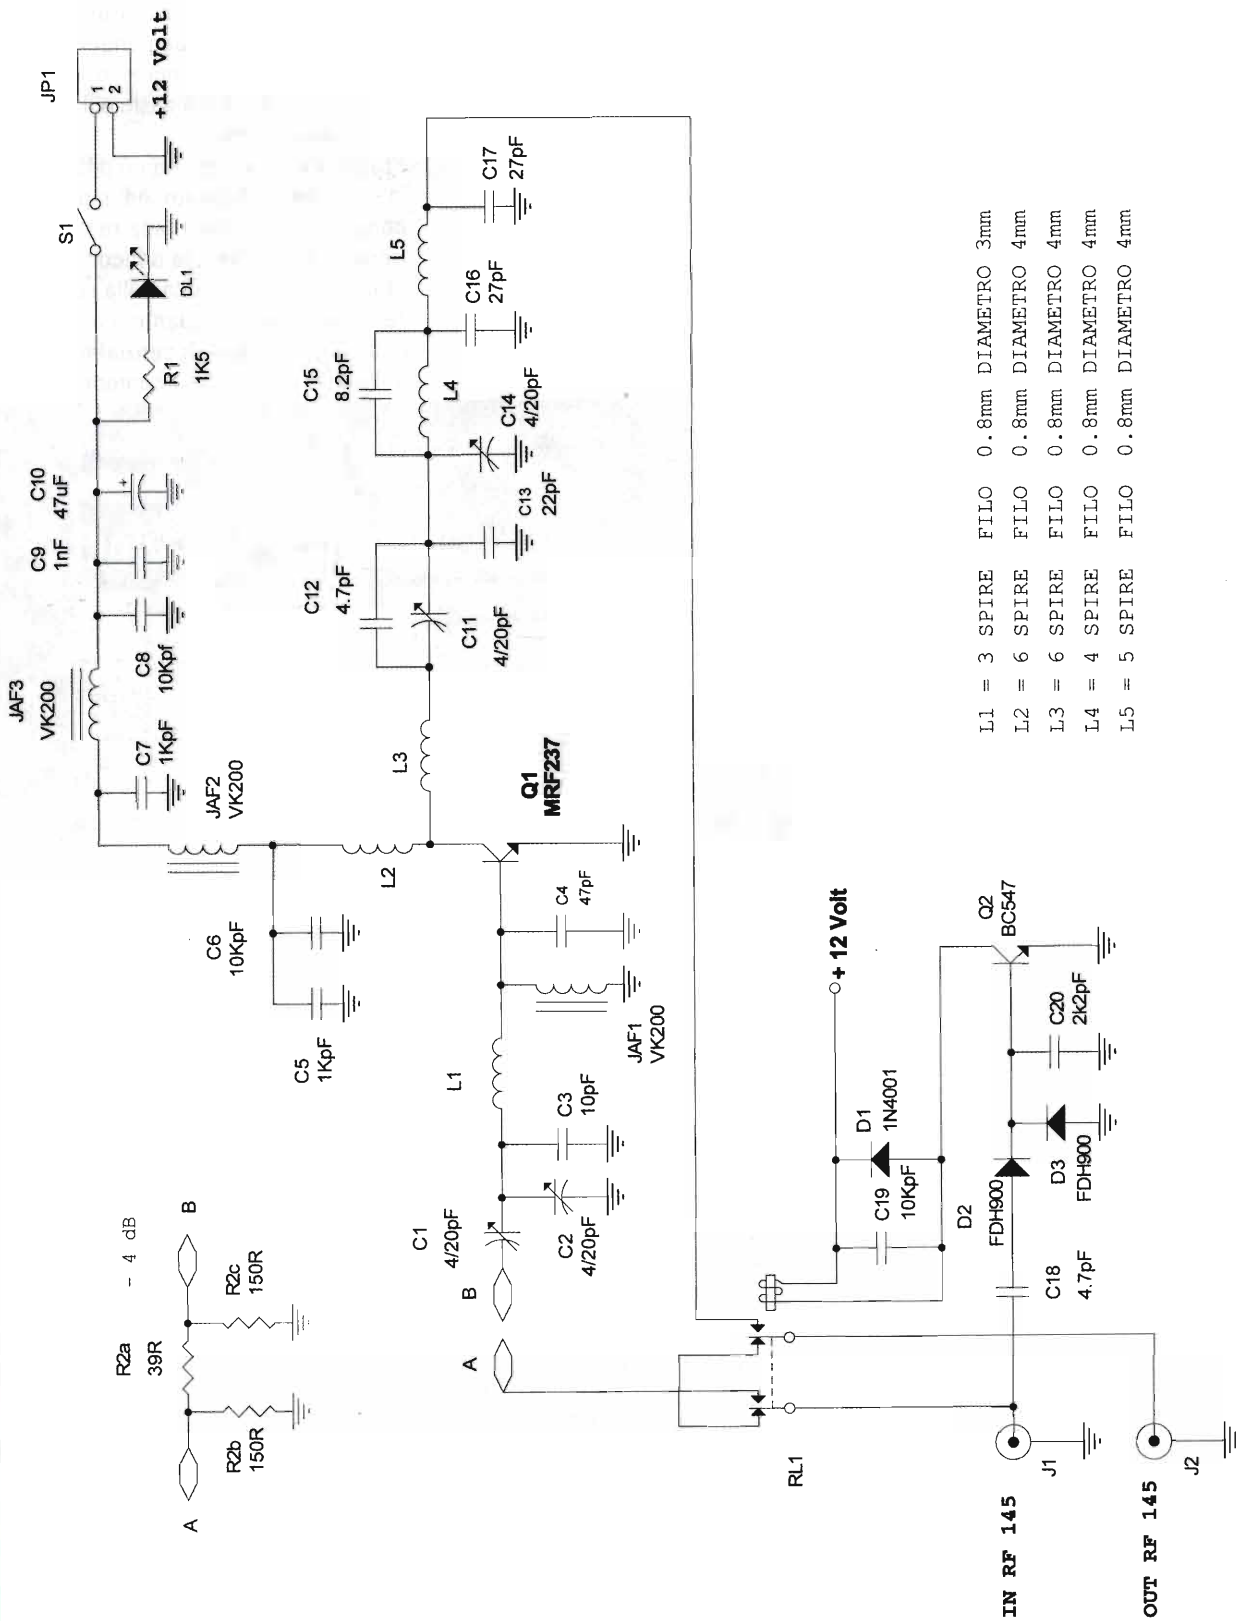 JP1
1
2
+12 Volt
S1
DL1
R1
1K5
C10
47uF
+
C9
1nF
C8
10Kpf
JAF3
VK200
C7
1KpF
JAF2
VK200
C6
10KpF
C5
1KpF
L2
Q1
MRF237
L3
C12
4.7pF
C11
4/20pF
C13
22pF
C15
8.2pF
L4
C14
4/20pF
C16
27pF
L5
C17
27pF
C4
47pF
JAF1
VK200
L1
C3
10pF
C2
4/20pF
C1
4/20pF
B
A
- 4 dB
A
R2b
150R
R2a
39R
R2c
150R
B
RL1
+ 12 Volt
D1
1N4001
C19
10KpF
Q2
BC547
C20
2k2pF
D3
FDH900
D2
FDH900
C18
4.7pF
J1
IN RF 145
J2
OUT RF 145
L1 = 3 SPIRE FILO 0.8mm DIAMETRO 3mm
L2 = 6 SPIRE FILO 0.8mm DIAMETRO 4mm
L3 = 6 SPIRE FILO 0.8mm DIAMETRO 4mm
L4 = 4 SPIRE FILO 0.8mm DIAMETRO 4mm
L5 = 5 SPIRE FILO 0.8mm DIAMETRO 4mm